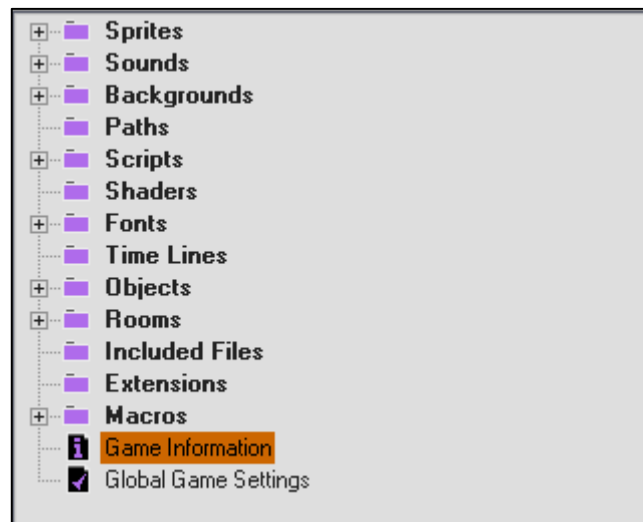 Sprites
Sounds
Backgrounds
Paths
Scripts
Shaders
Fonts
Time Lines
Objects
Rooms
Included Files
Extensions
Macros
Game Information
Global Game Settings